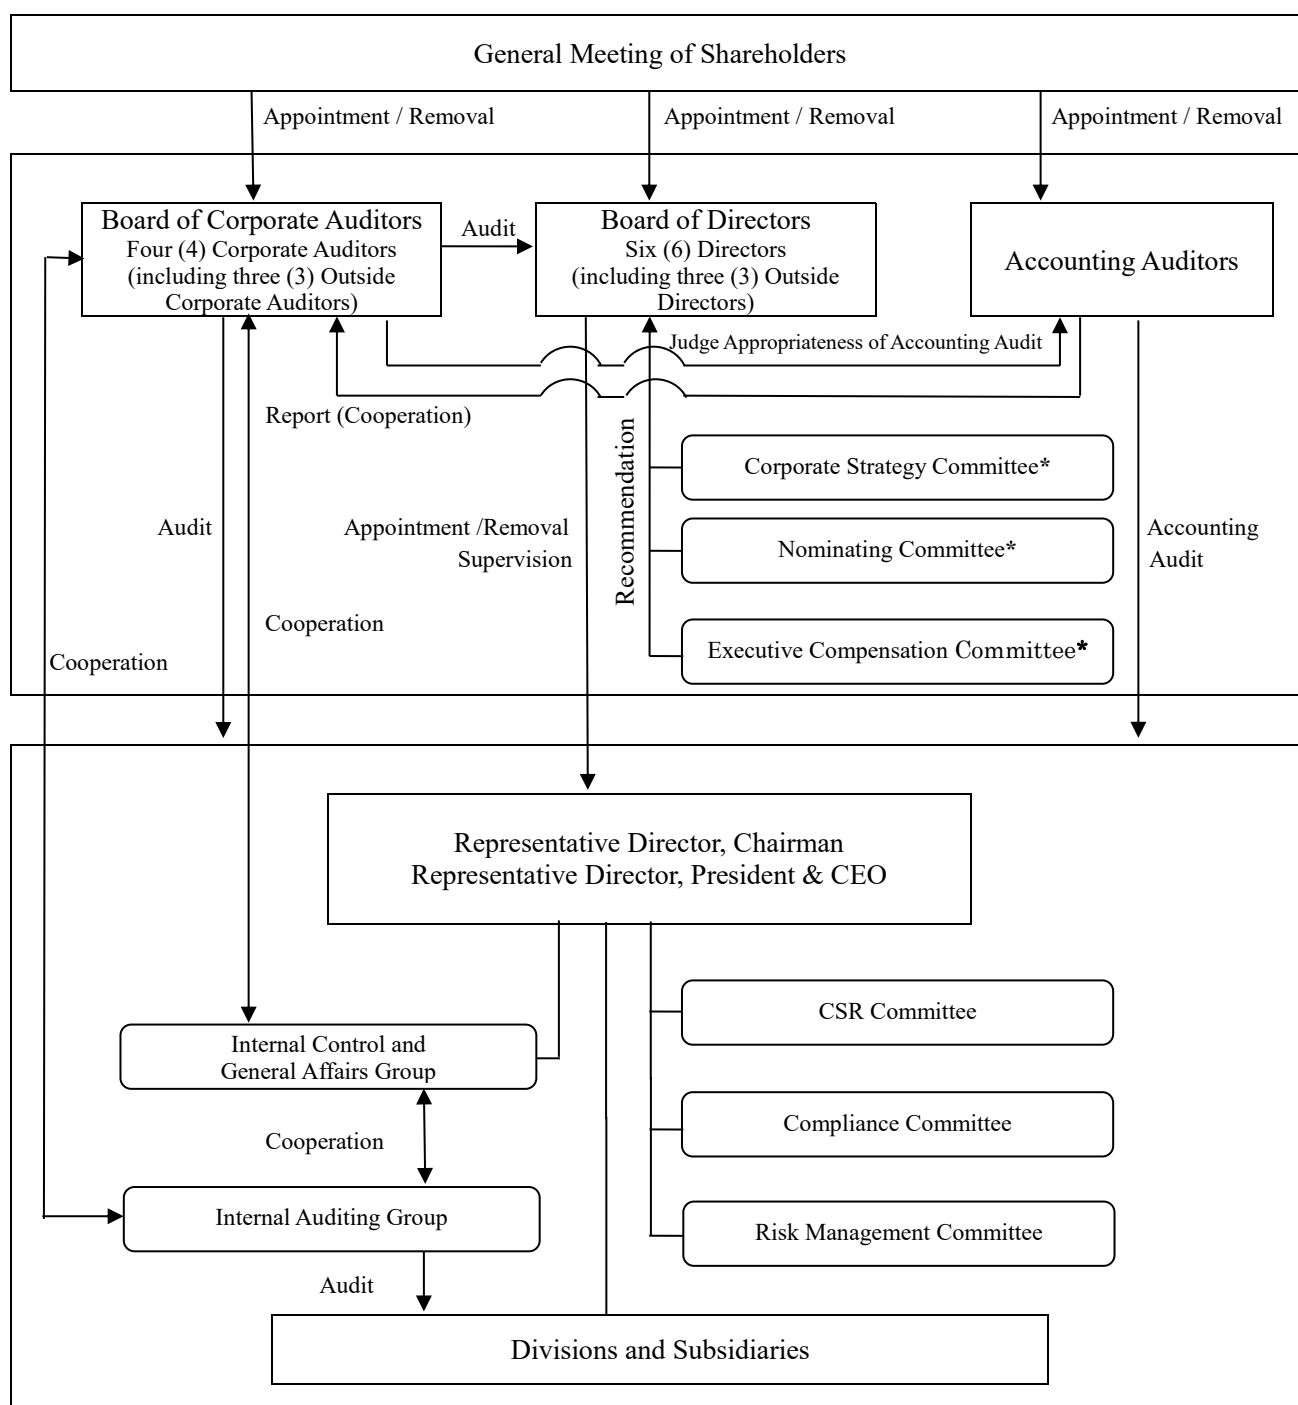 General Meeting of Shareholders
Appointment / Removal
Appointment / Removal
Appointment / Removal
Board of Corporate Auditors
Four (4) Corporate Auditors
(including three (3) Outside
Corporate Auditors)
Audit
Board of Directors
Six (6) Directors
(including three (3) Outside
Directors)
Accounting Auditors
Judge Appropriateness of Accounting Audit
Report (Cooperation)
Recommendation
Corporate Strategy Committee*
Nominating Committee*
Executive Compensation Committee*
Audit
Appointment /Removal
Supervision
Accounting
Audit
Cooperation
Cooperation
Representative Director, Chairman
Representative Director, President & CEO
CSR Committee
Internal Control and
General Affairs Group
Compliance Committee
Cooperation
Internal Auditing Group
Risk Management Committee
Audit
Divisions and Subsidiaries